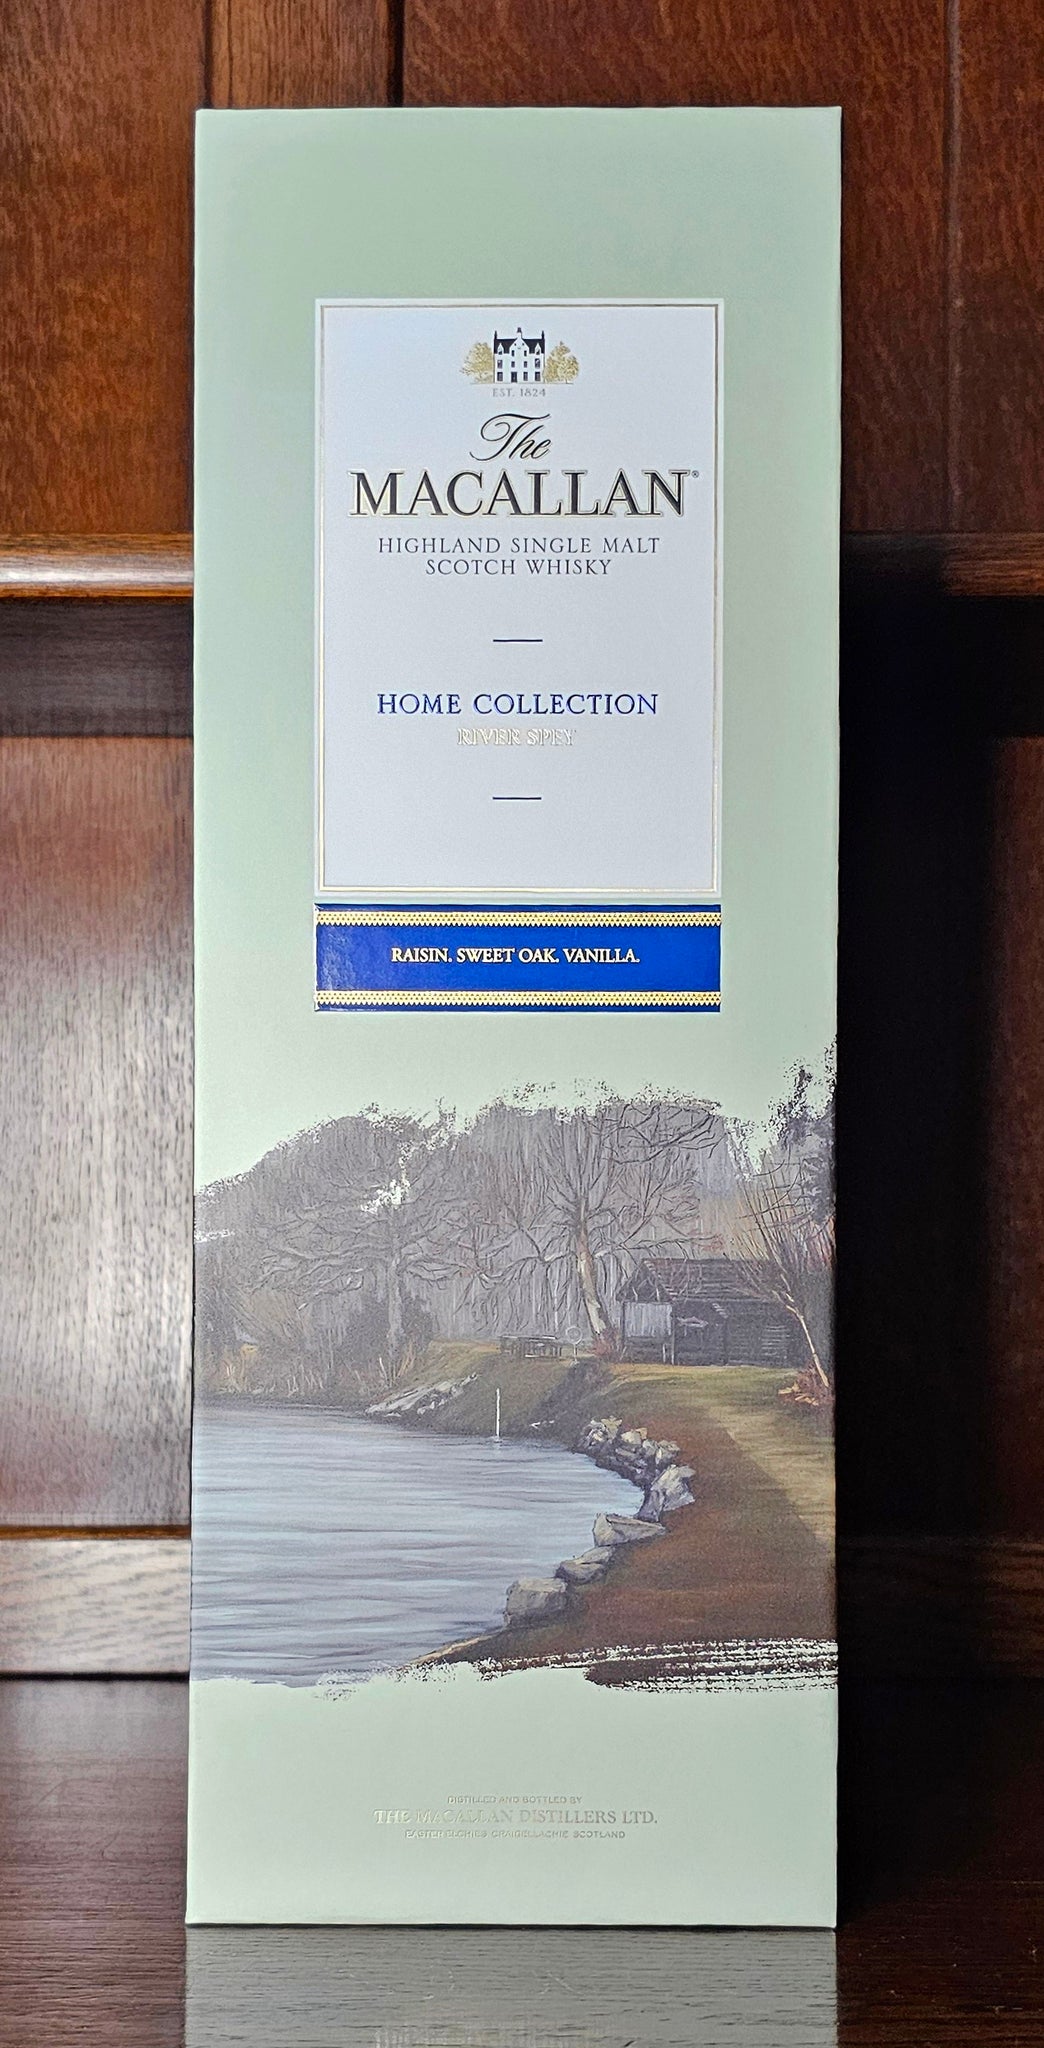 EST. 1824
The
MACALLAN®
HIGHLAND SINGLE MALT
SCOTCH WHISKY
HOME COLLECTION
RIVER SPEY
RAISIN. SWEET OAK. VANILLA.
DISTILLED AND BOTTLED BY
THE MACALLAN DISTILLERS LTD.
EASTER ELCHIES CRAIGELLACHIE SCOTLAND